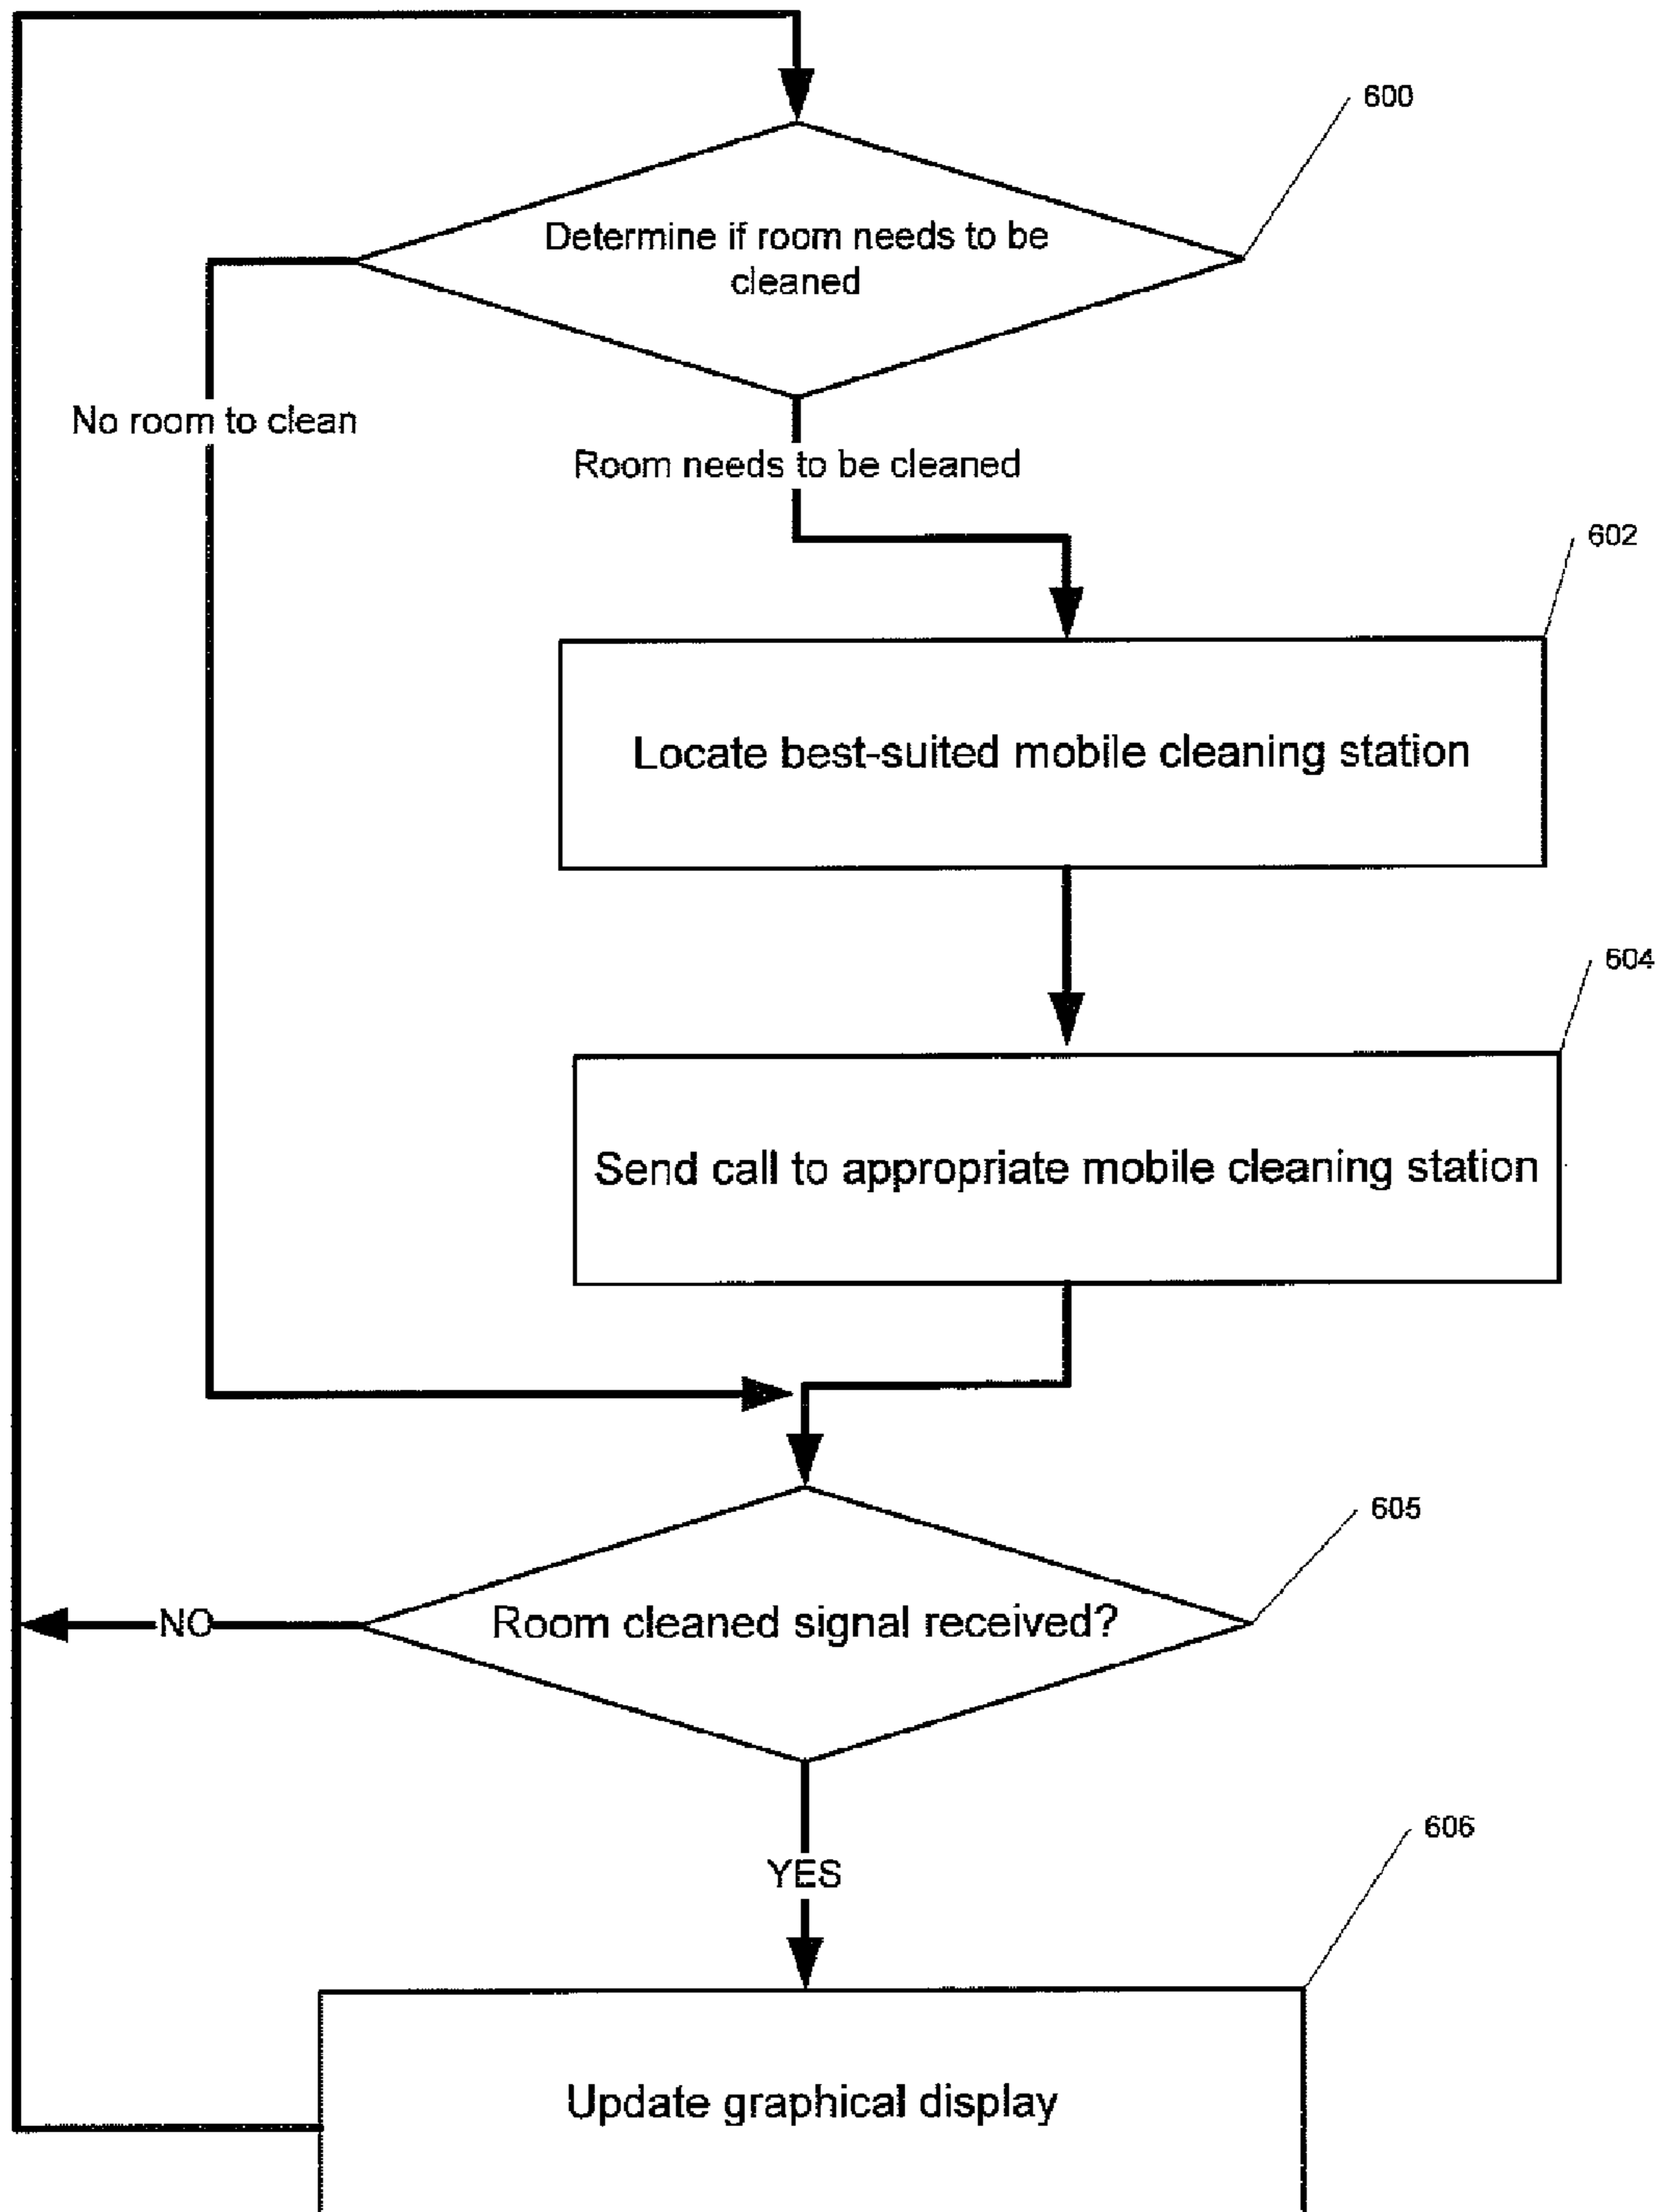 600
Determine if room needs to be
cleaned
No room to clean
Room needs to be cleaned
602
Locate best-suited mobile cleaning station
604
Send call to appropriate mobile cleaning station
605
NO
Room cleaned signal received?
606
YES
Update graphical display